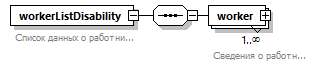 workerListDisability
worker
Список данных о работни...
1..∞
Сведения о работн...